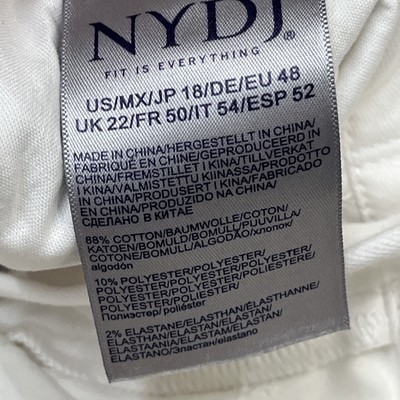 NYDJ®
FIT IS EVERYTHING
US/MX/JP 18/DE/EU 48
UK 22/FR 50/IT 54/ESP 52
MADE IN CHINA/HERGESTELLT IN CHINA/
FABRIQUÉ EN CHINE/GEPRODUCEERD IN
CHINA/FREMSTILLET I KINA/TILLVERKAT
I KINA/VALMISTETTU KIINASSA/PRODOTTO
IN CHINA/PRODUSERT I KINA/FABRICADO
EN CHINA/PRODUZIDO NA CHINA/
СДЕЛАНО В КИТАЕ
88% COTTON/BAUMWOLLE/COTON/
KATOEN/BOMULD/BOMULL/PUUVILLA/
COTONE/BOMULL/ALGODÃO/хлопок/
algodón
10% POLYESTER/POLYESTER/
POLYESTER/POLYESTER/POLYESTER/
POLYESTER/POLYESTERI/POLIESTERE/
POLYESTER/POLIÉSTER/
Полиэстер/poliéster
2% ELASTANE/ELASTHAN/ÉLASTHANNE/
ELASTHAN/ELASTAN/ELASTAN/
ELASTAANIA/ELASTAM/ELASTAN/
ELASTANO/Эластан/elastano